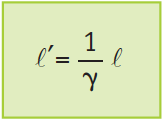 ℓ′ = 1/γ ℓ